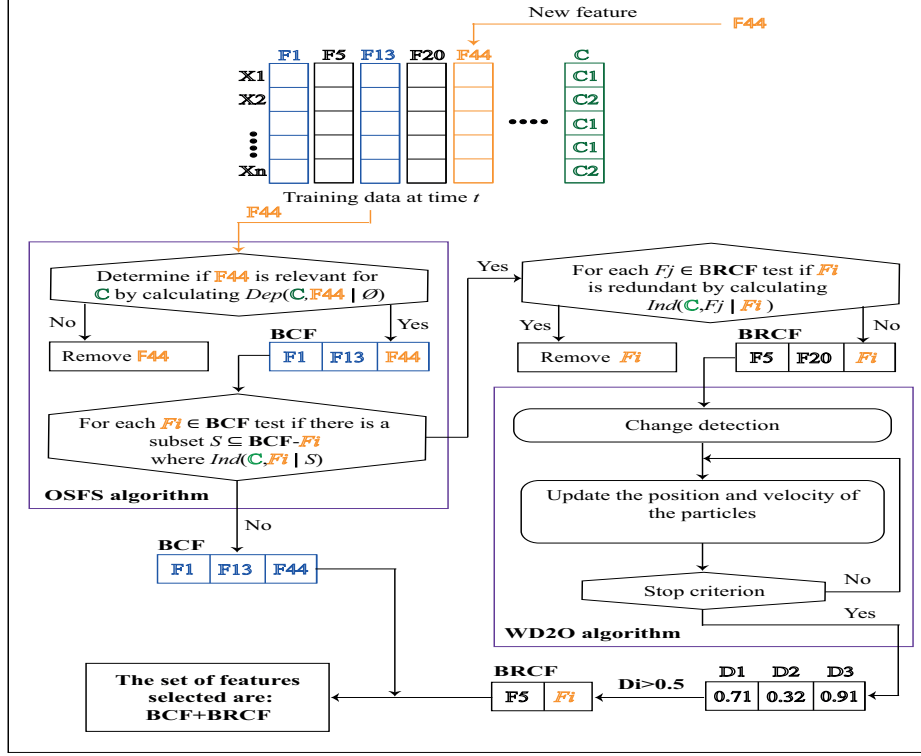 New feature
F44
F1 F5 F13 F20 F44 C
X1 C1
X2 C2
C1
C1
Xn C2
Training data at time t
F44
Determine if F44 is relevant for
C by calculating Dep(C,F44 | Ø)
No
Yes
Remove F44
BCF
F1 F13 F44
For each Fi ∈ BCF test if there is a
subset S ⊆ BCF-Fi
where Ind(C,Fi | S)
OSFS algorithm
Yes
For each Fj ∈ BRCF test if Fi
is redundant by calculating
Ind(C,Fj | Fi )
Yes
No
Remove Fi
BRCF
F5 F20 Fi
Change detection
Update the position and velocity of
the particles
Stop criterion
No
Yes
WD2O algorithm
No
BCF
F1 F13 F44
D1 D2 D3
0.71 0.32 0.91
Di>0.5
BRCF
F5 Fi
The set of features
selected are:
BCF+BRCF